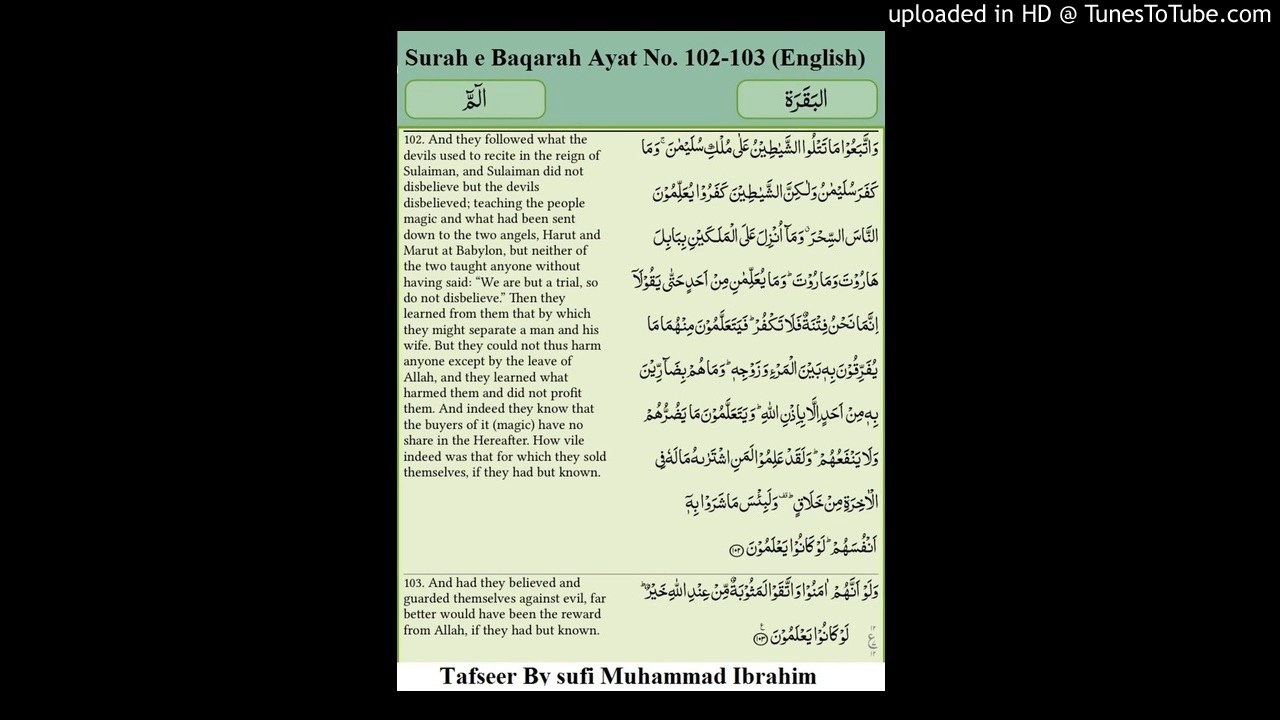 uploaded in HD @ TunesToTube.com
Surah e Baqarah Ayat No. 102-103 (English)
الٓمّٓ
البَقَرَة
102. And they followed what the
devils used to recite in the reign of
Sulaiman, and Sulaiman did not
disbelieve but the devils
disbelieved; teaching the people
magic and what had been sent
down to the two angels, Harut and
Marut at Babylon, but neither of
the two taught anyone without
having said: “We are but a trial, so
do not disbelieve.” Then they
learned from them that by which
they might separate a man and his
wife. But they could not thus harm
anyone except by the leave of
Allah, and they learned what
harmed them and did not profit
them. And indeed they know that
the buyers of it (magic) have no
share in the Hereafter. How vile
indeed was that for which they sold
themselves, if they had but known.
وَاتَّبَعُوْا مَا تَتْلُوا الشَّيٰطِيْنُ عَلٰى مُلْكِ سُلَيْمٰنَ ۚ وَمَا
كَفَرَ سُلَيْمٰنُ وَلٰكِنَّ الشَّيٰطِيْنَ كَفَرُوْا يُعَلِّمُوْنَ
النَّاسَ السِّحْرَ ۗ وَمَآ اُنْزِلَ عَلَى الْمَلَكَيْنِ بِبَابِلَ
هَارُوْتَ وَمَارُوْتَ ؕ وَمَا يُعَلِّمٰنِ مِنْ اَحَدٍ حَتّٰى يَقُوْلَآ
اِنَّمَا نَحْنُ فِتْنَةٌ فَلَا تَكْفُرْ ؕ فَيَتَعَلَّمُوْنَ مِنْهُمَا مَا
يُفَرِّقُوْنَ بِهٖ بَيْنَ الْمَرْءِ وَزَوْجِهٖ ؕ وَمَا هُمْ بِضَآرِّيْنَ
بِهٖ مِنْ اَحَدٍ اِلَّا بِاِذْنِ اللّٰهِ ؕ وَيَتَعَلَّمُوْنَ مَا يَضُرُّهُمْ
وَلَا يَنْفَعُهُمْ ؕ وَلَقَدْ عَلِمُوْا لَمَنِ اشْتَرٰىهُ مَا لَهٗ فِى
الْاٰخِرَةِ مِنْ خَلَاقٍ ؕ وَلَبِئْسَ مَا شَرَوْا بِهٖٓ
اَنْفُسَهُمْ ؕ لَوْ كَانُوْا يَعْلَمُوْنَ ۝۱۰۲
103. And had they believed and
guarded themselves against evil, far
better would have been the reward
from Allah, if they had but known.
وَلَوْ اَنَّهُمْ اٰمَنُوْا وَاتَّقَوْا لَمَثُوْبَةٌ مِّنْ عِنْدِ اللّٰهِ خَيْرٌ ؕ
لَوْ كَانُوْا يَعْلَمُوْنَ ۝۱۰۳
Tafseer By sufi Muhammad Ibrahim